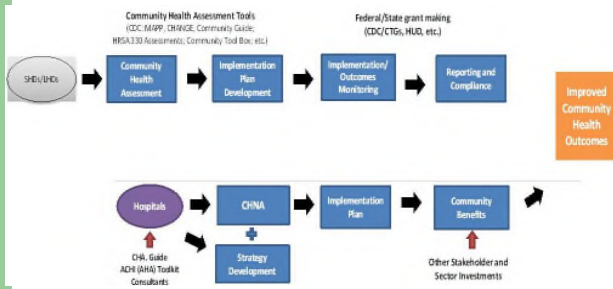 Community Health Assessment Tools
(CDC: MAPP, CHANGE, Community Guide;
HRSA 330 Assessments; Community Tool Box; etc.)
Federal/State grant making
(CDC/CTGs, HUD, etc.)
SHDs/LHDs
Community
Health
Assessment
Implementation
Plan
Development
Implementation/
Outcomes
Monitoring
Reporting and
Compliance
Improved
Community
Health
Outcomes
Hospitals
CHNA
Implementation
Plan
Community
Benefits
Strategy
Development
CHA, Guide
ACHI (AHA) Toolkit
Consultants
Other Stakeholder and
Sector Investments